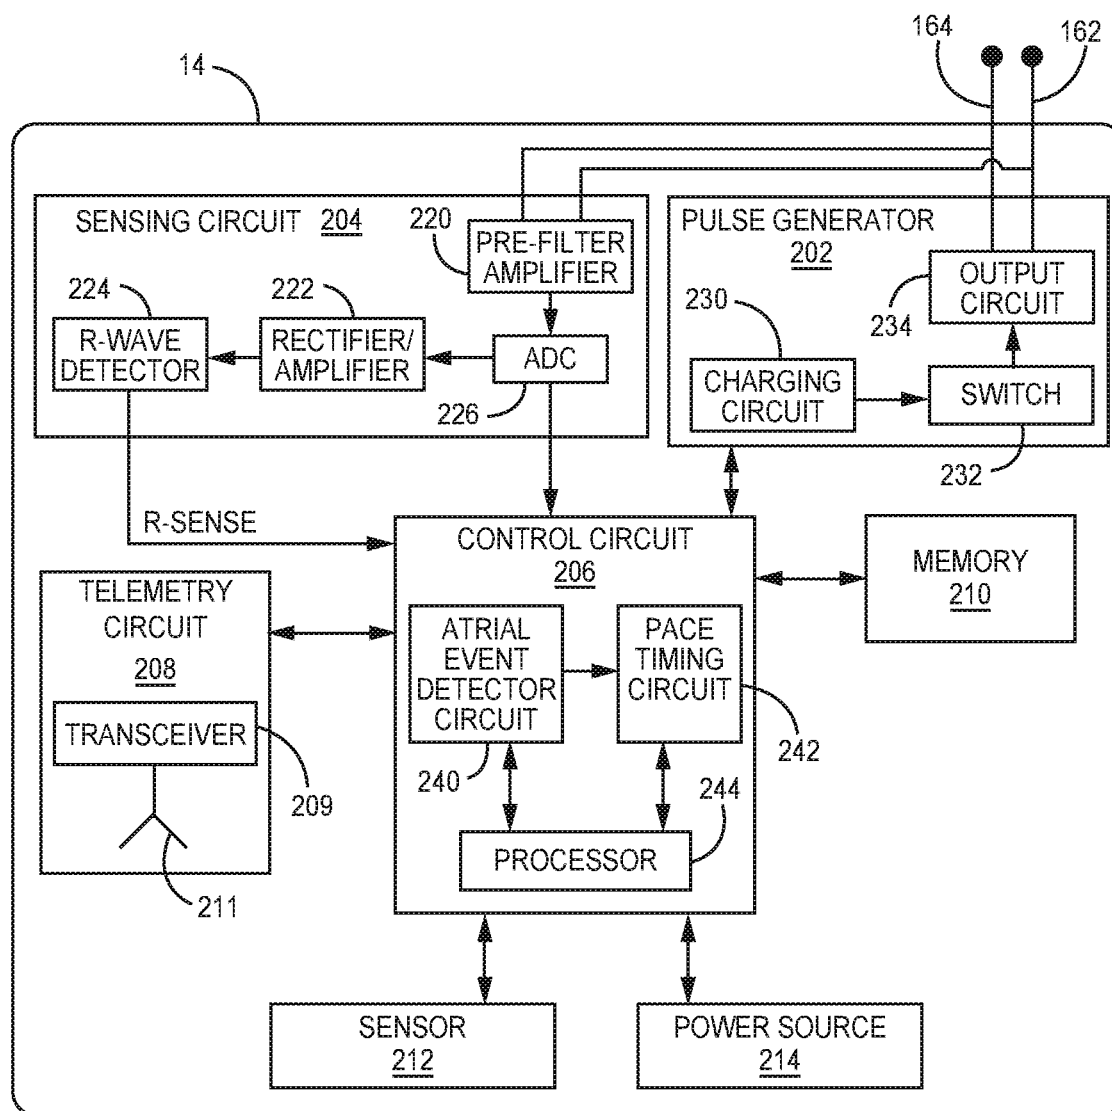 164
162
14
SENSING CIRCUIT 204
220
PRE-FILTER
AMPLIFIER
224
222
R-WAVE
DETECTOR
RECTIFIER/
AMPLIFIER
ADC
226
PULSE GENERATOR
202
230
OUTPUT
CIRCUIT
234
CHARGING
CIRCUIT
SWITCH
232
R-SENSE
CONTROL CIRCUIT
206
MEMORY
210
TELEMETRY
CIRCUIT
208
TRANSCEIVER
209
211
ATRIAL
EVENT
DETECTOR
CIRCUIT
PACE
TIMING
CIRCUIT
240
242
244
PROCESSOR
SENSOR
212
POWER SOURCE
214